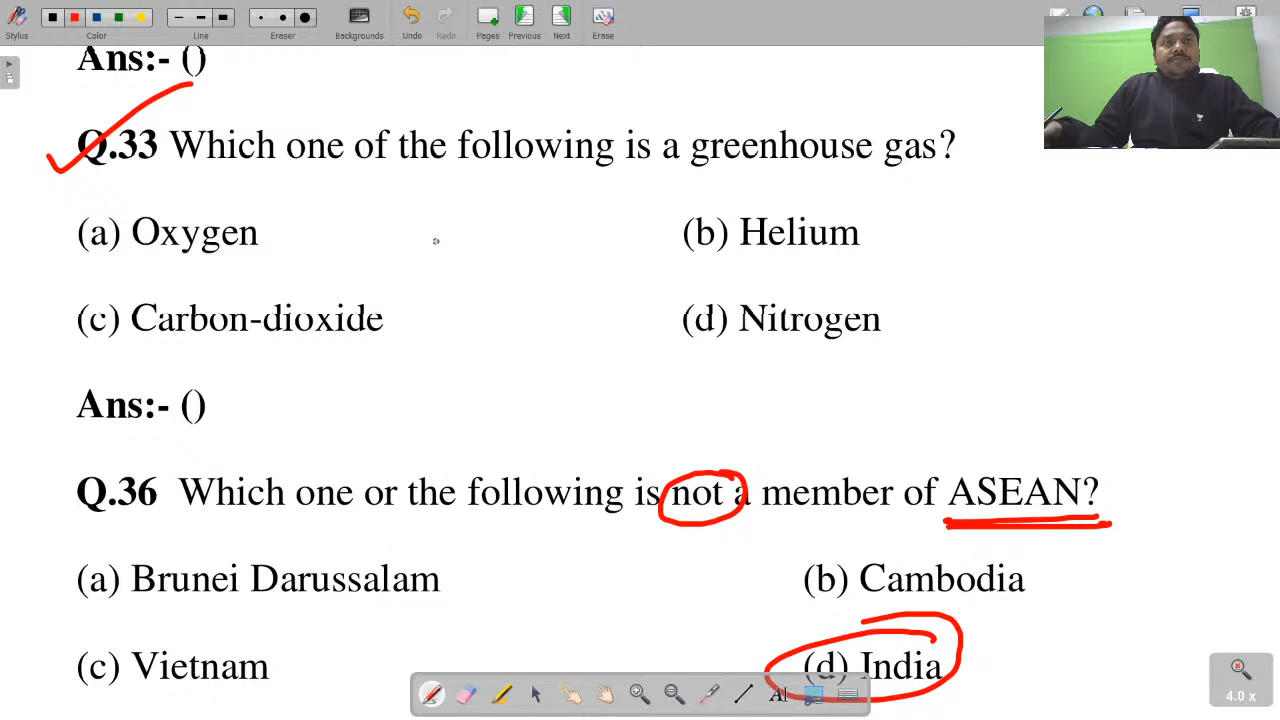 Stylus Color Line Eraser Backgrounds Undo Redo Pages Previous Next Erase
Ans:- ()
Q.33 Which one of the following is a greenhouse gas?
(a) Oxygen (b) Helium
(c) Carbon-dioxide (d) Nitrogen
Ans:- ()
Q.36 Which one or the following is not a member of ASEAN?
(a) Brunei Darussalam (b) Cambodia
(c) Vietnam (d) India
AI
4.0 x